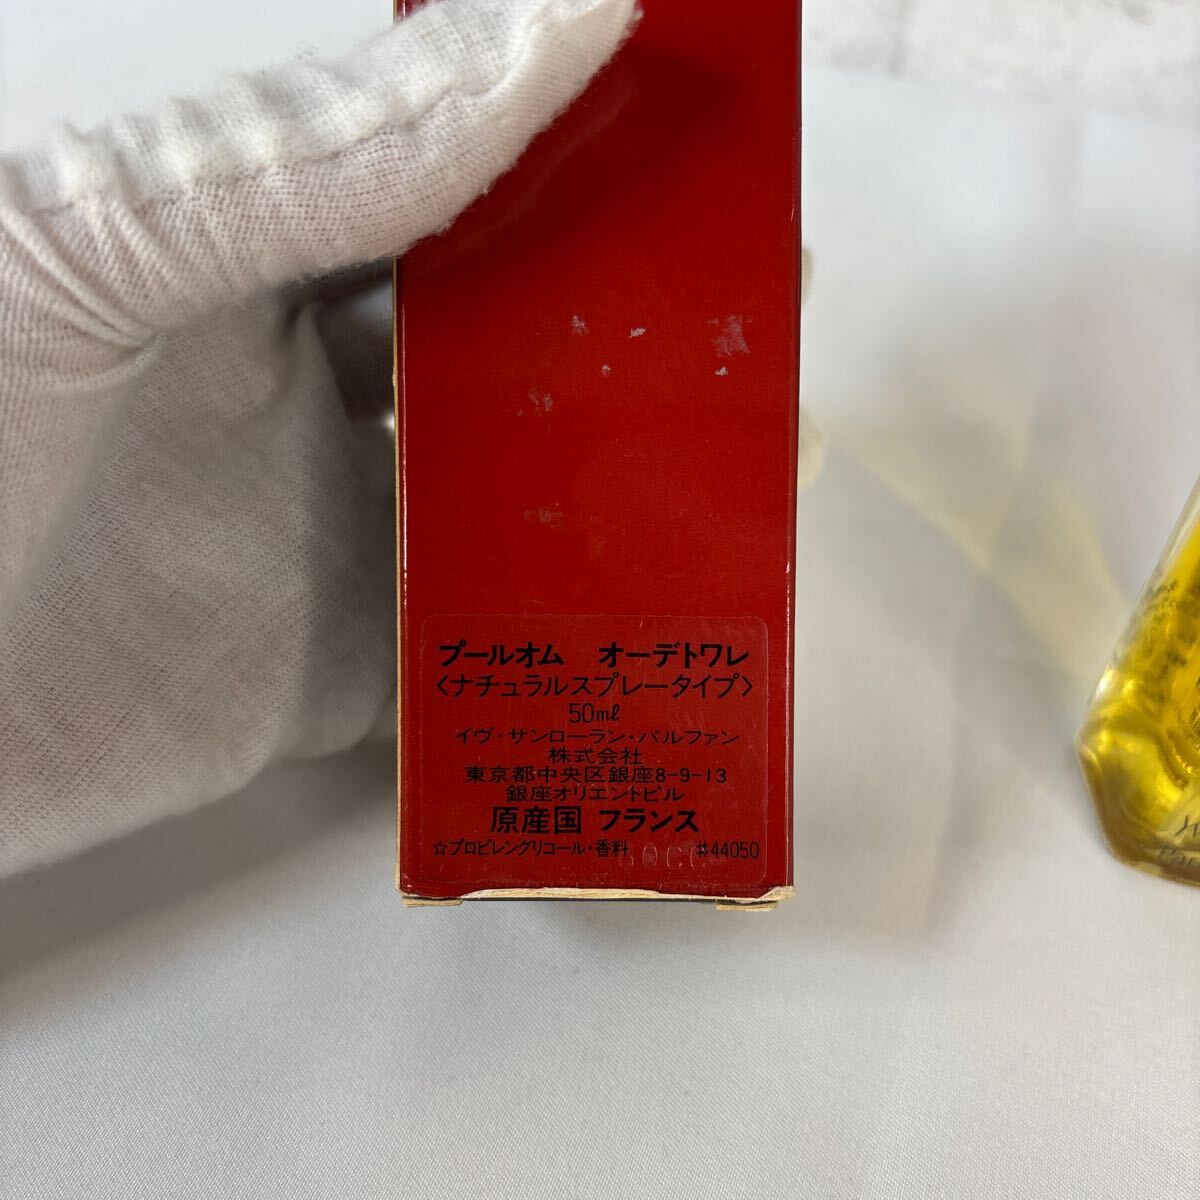 プールオム オーデトワレ
〈ナチュラルスプレータイプ〉
50ml
イヴ・サンローラン・パルファン
株式会社
東京都中央区銀座8-9-13
銀座オリエントビル
原産国 フランス
☆プロピレングリコール・香料 #44050